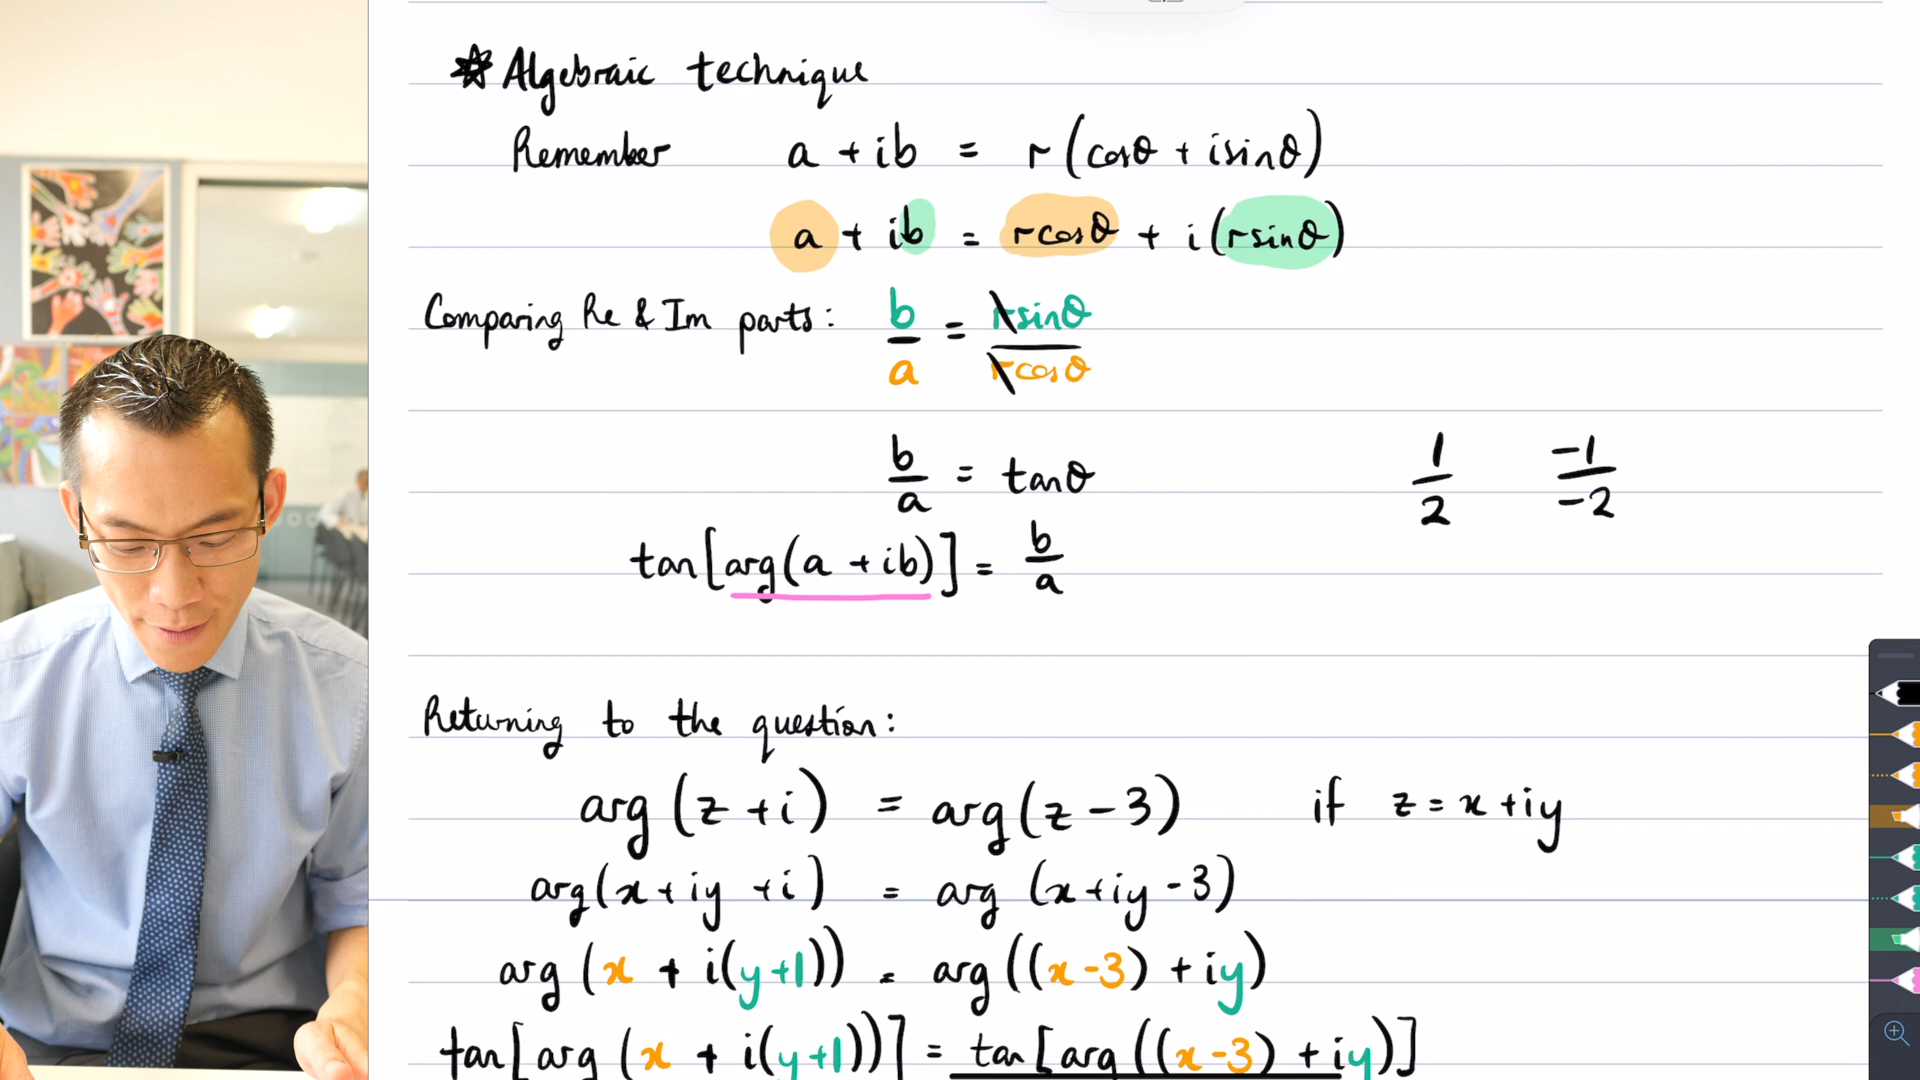 * Algebraic technique
Remember a + ib = r(cosθ + isinθ)
a + ib = rcosθ + i(rsinθ)
Comparing Re & Im parts: b/a = rsinθ/rcosθ
b/a = tanθ 1/2 -1/-2
tan[arg(a + ib)] = b/a
Returning to the question:
arg(z + i) = arg(z - 3) if z = x + iy
arg(x + iy + i) = arg(x + iy - 3)
arg(x + i(y+1)) = arg((x-3) + iy)
tan[arg(x + i(y+1))] = tan[arg((x-3) + iy)]